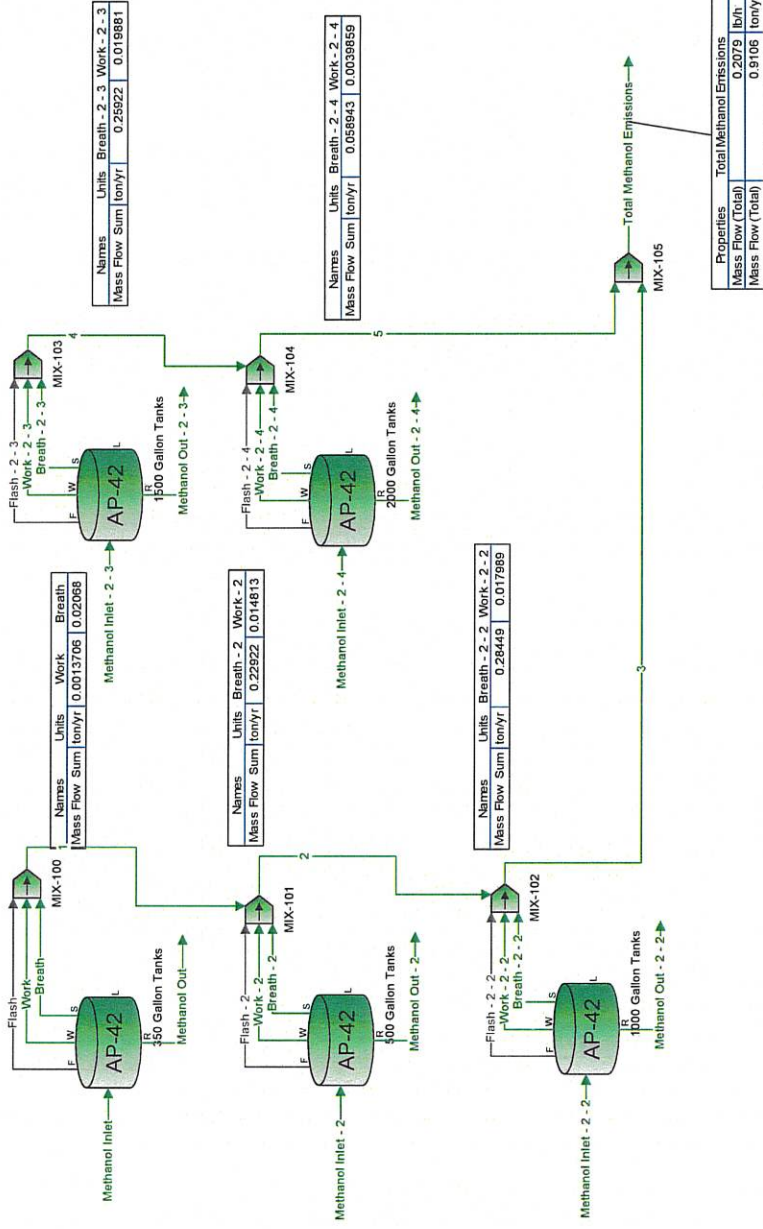 Flash
Work
Breath
MIX-100
Methanol Inlet
F W S
AP-42
R L
350 Gallon Tanks
Methanol Out
1
Names Units Work Breath
Mass Flow Sum ton/yr 0.0013706 0.02068
Flash - 2
Work - 2
Breath - 2
MIX-101
Methanol Inlet - 2
F W S
AP-42
R L
500 Gallon Tanks
Methanol Out - 2
2
Names Units Breath - 2 Work - 2
Mass Flow Sum ton/yr 0.22922 0.014813
Flash - 2 - 2
Work - 2 - 2
Breath - 2 - 2
MIX-102
Methanol Inlet - 2 - 2
F W S
AP-42
R L
1000 Gallon Tanks
Methanol Out - 2 - 2
3
Names Units Breath - 2 - 2 Work - 2 - 2
Mass Flow Sum ton/yr 0.28449 0.017989
Flash - 2 - 3
Work - 2 - 3
Breath - 2 - 3
MIX-103
Methanol Inlet - 2 - 3
F W S
AP-42
R L
1500 Gallon Tanks
Methanol Out - 2 - 3
4
Names Units Breath - 2 - 3 Work - 2 - 3
Mass Flow Sum ton/yr 0.25922 0.019881
Flash - 2 - 4
Work - 2 - 4
Breath - 2 - 4
MIX-104
Methanol Inlet - 2 - 4
F W S
AP-42
R L
2000 Gallon Tanks
Methanol Out - 2 - 4
5
Names Units Breath - 2 - 4 Work - 2 - 4
Mass Flow Sum ton/yr 0.058943 0.0039859
MIX-105
Total Methanol Emissions
Properties Total Methanol Emissions
Mass Flow (Total) 0.2079 lb/h
Mass Flow (Total) 0.9106 ton/yr